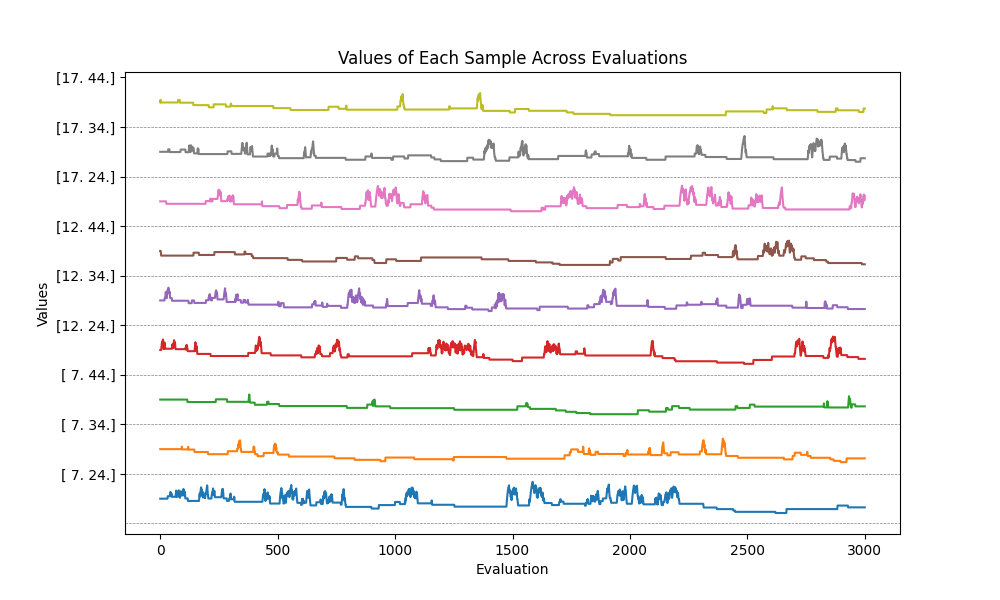 Values of Each Sample Across Evaluations
[17. 44.]
[17. 34.]
[17. 24.]
[12. 44.]
[12. 34.]
[12. 24.]
[ 7. 44.]
[ 7. 34.]
[ 7. 24.]
Values
0 500 1000 1500 2000 2500 3000
Evaluation